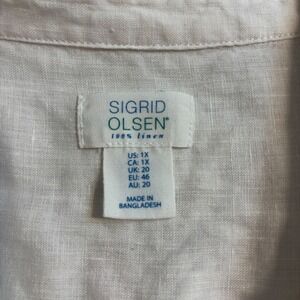 SIGRID
OLSEN®
100% linen
US: 1X
CA: 1X
UK: 20
EU: 46
AU: 20
MADE IN
BANGLADESH